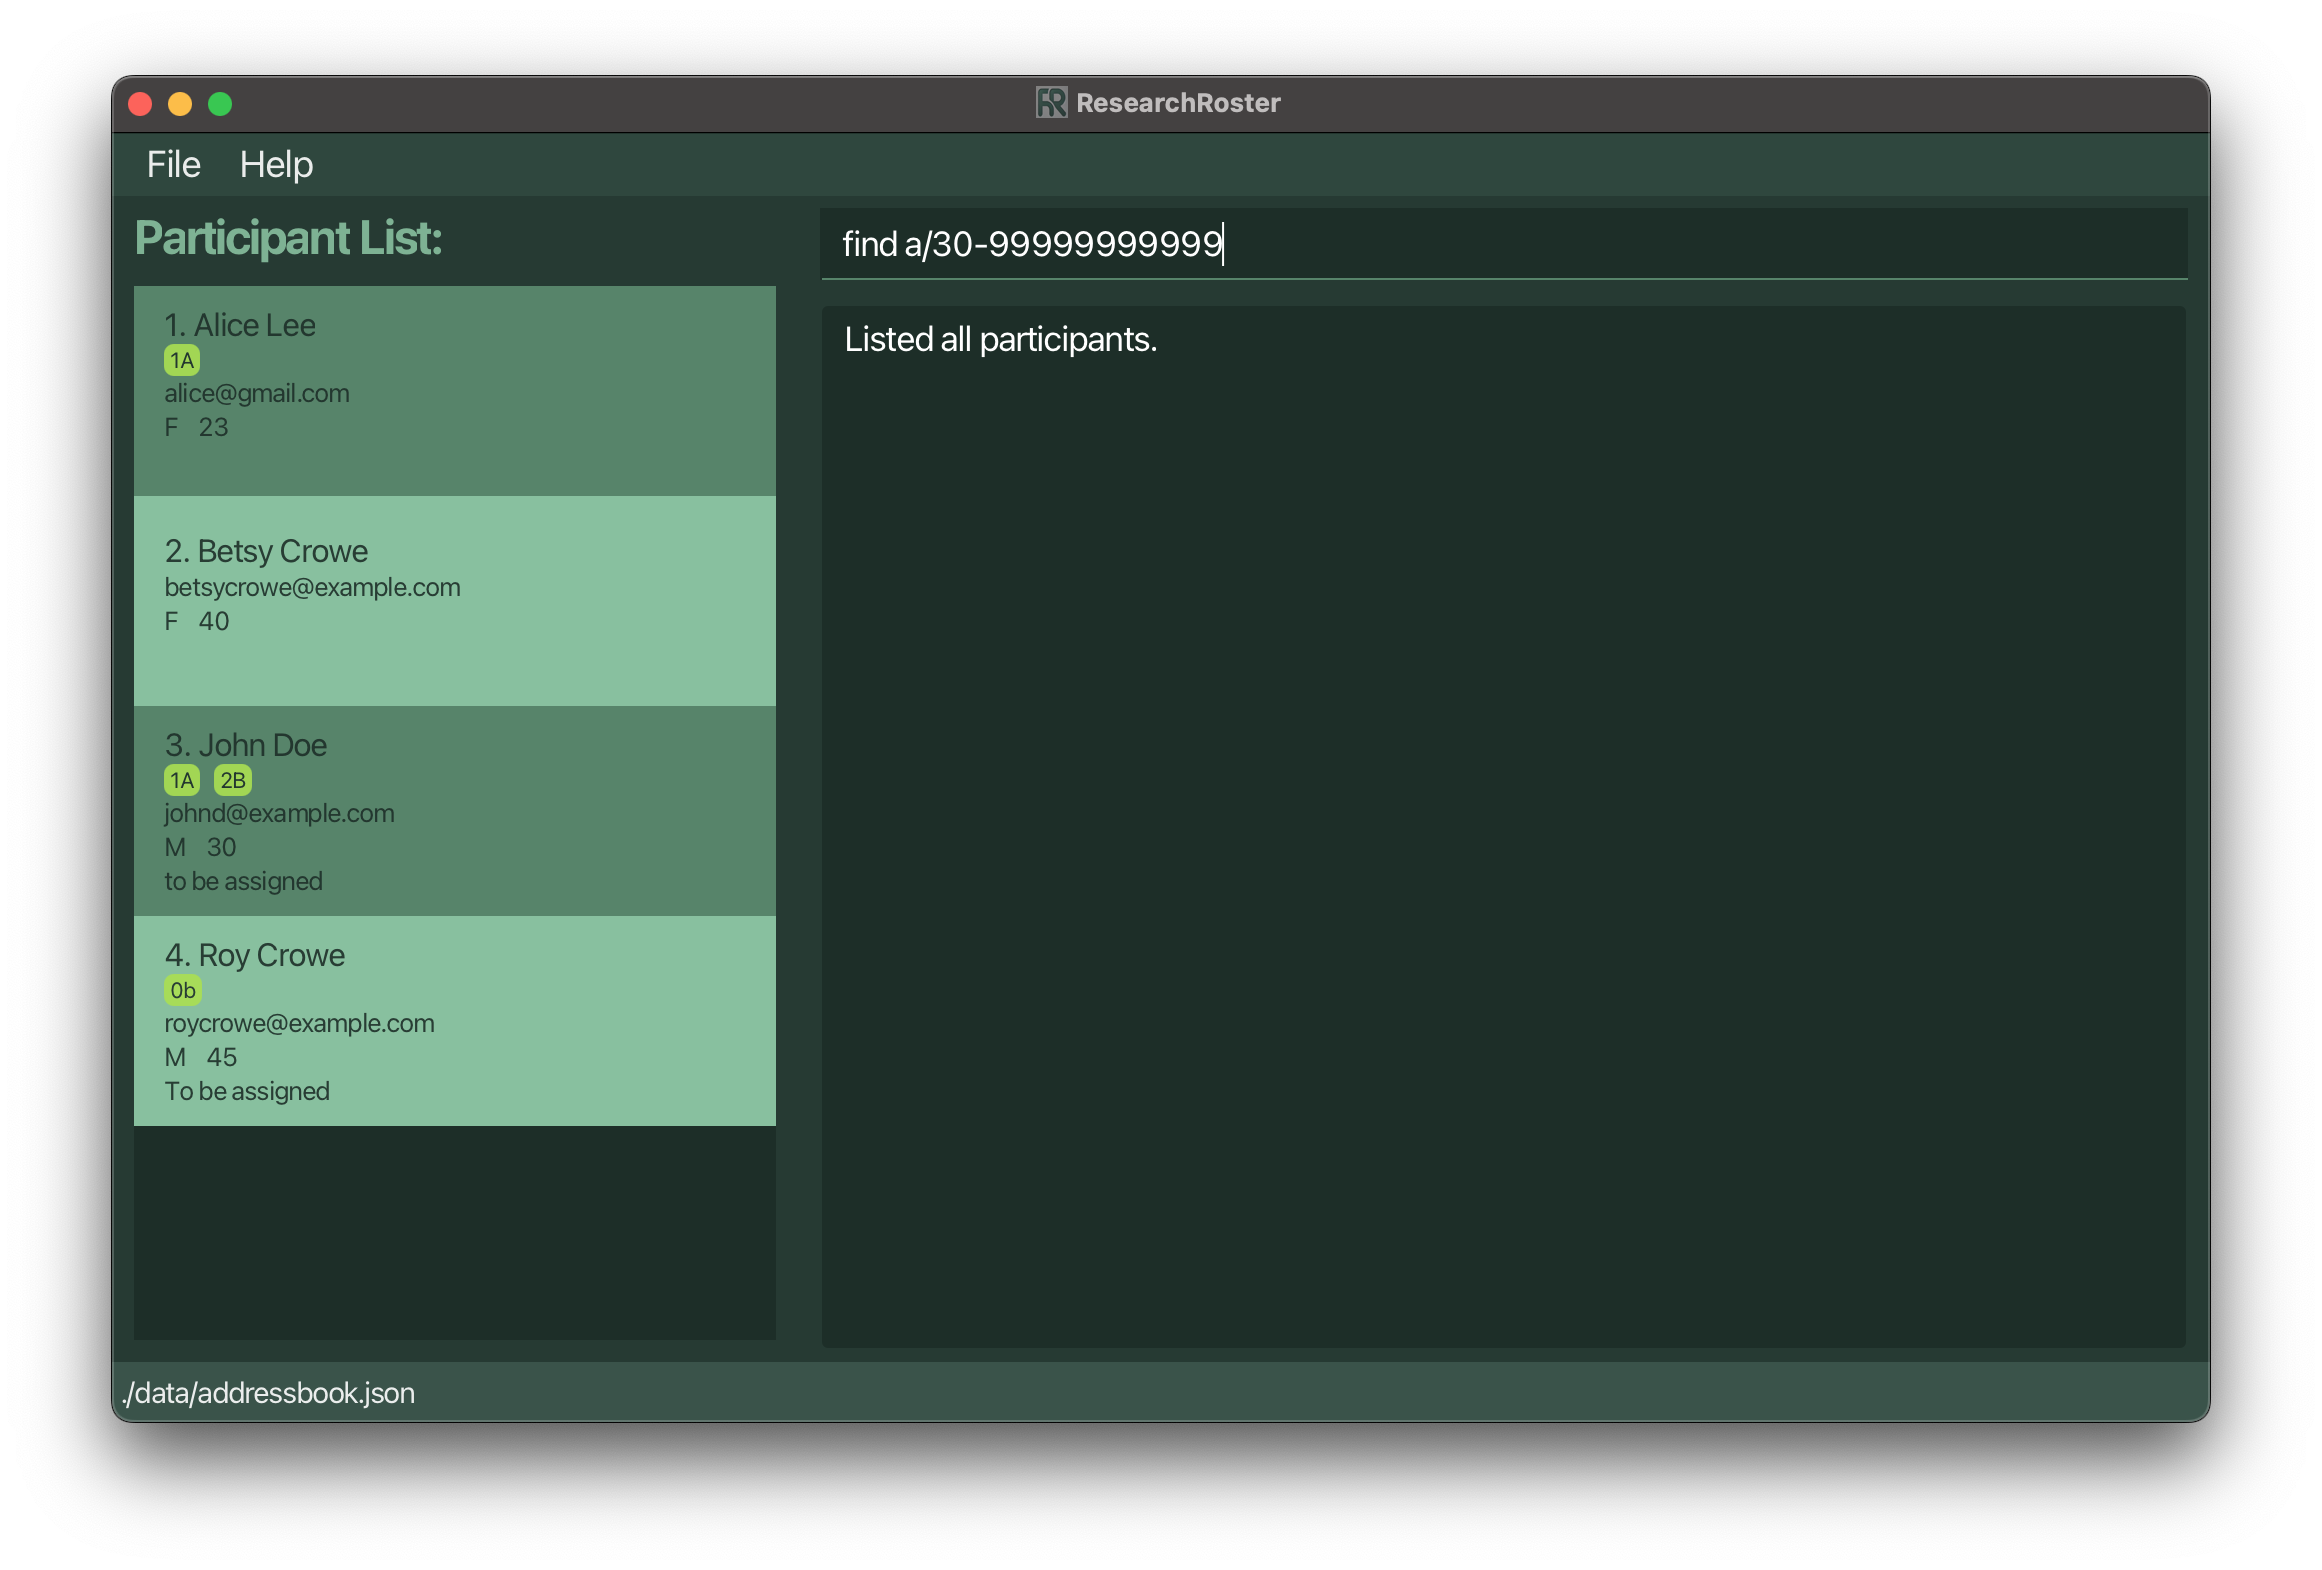 ResearchRoster
File Help
Participant List:
find a/30-99999999999
Listed all participants.
1. Alice Lee
1A
alice@gmail.com
F 23
2. Betsy Crowe
betsycrowe@example.com
F 40
3. John Doe
1A 2B
johnd@example.com
M 30
to be assigned
4. Roy Crowe
0b
roycrowe@example.com
M 45
To be assigned
./data/addressbook.json